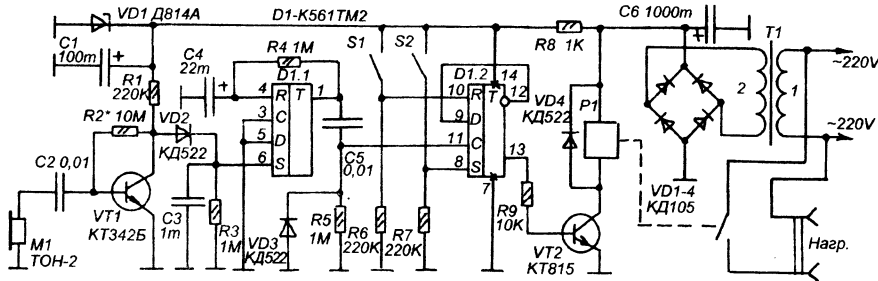 VD1 Д814А
D1-К561ТМ2
C6 1000m
+
C1
100m
+
C4
22m
+
R4 1M
S1
S2
R8 1K
T1
~220V
R1
220K
D1.1
4
R
T
1
3
C
5
D
6
S
D1.2
14
10
R
T
12
9
D
11
C
8
S
13
7
VD4
КД522
P1
2
1
~220V
R2* 10M
VD2
КД522
C2 0,01
C5
0,01
VT1
КТ342Б
C3
1m
R3
1M
VD3
КД522
R5
1M
R6
220K
R7
220K
R9
10K
VT2
КТ815
VD1-4
КД105
M1
ТОН-2
Нагр.